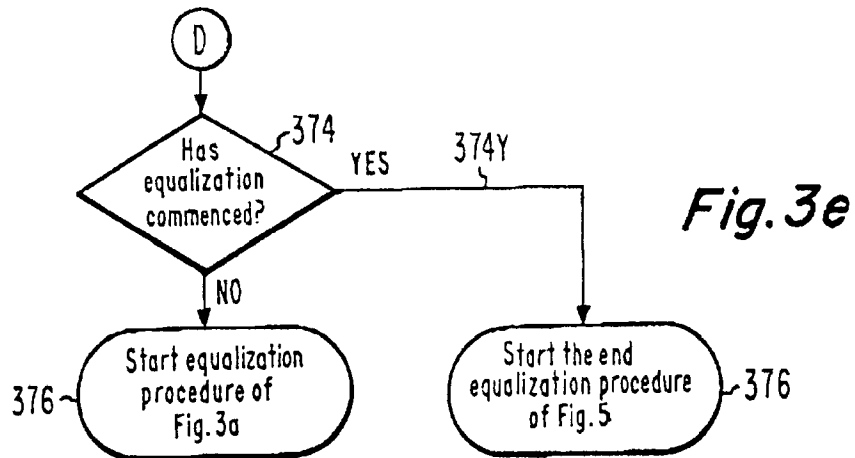 D
374
Has
equalization
commenced?
YES
374Y
Fig. 3e
NO
376
Start equalization
procedure of
Fig. 3a
Start the end
equalization procedure
of Fig. 5
376